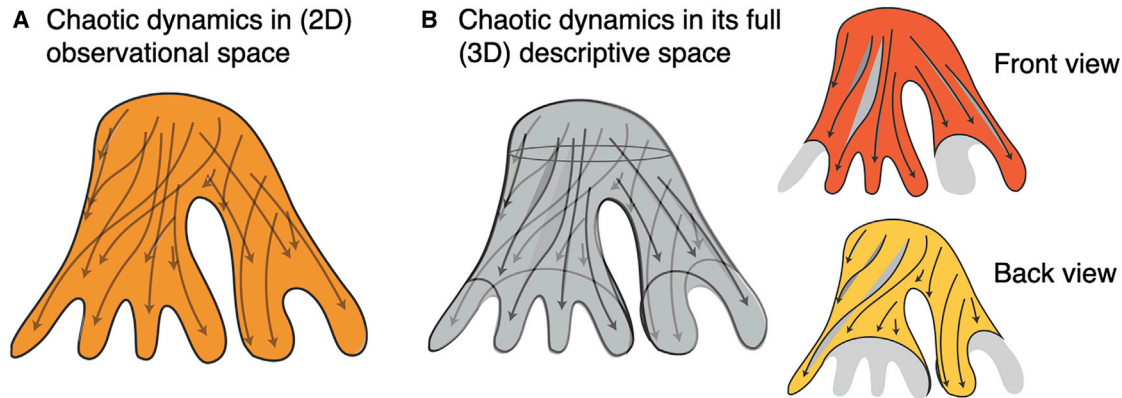 A Chaotic dynamics in (2D)
observational space
B Chaotic dynamics in its full
(3D) descriptive space
Front view
Back view